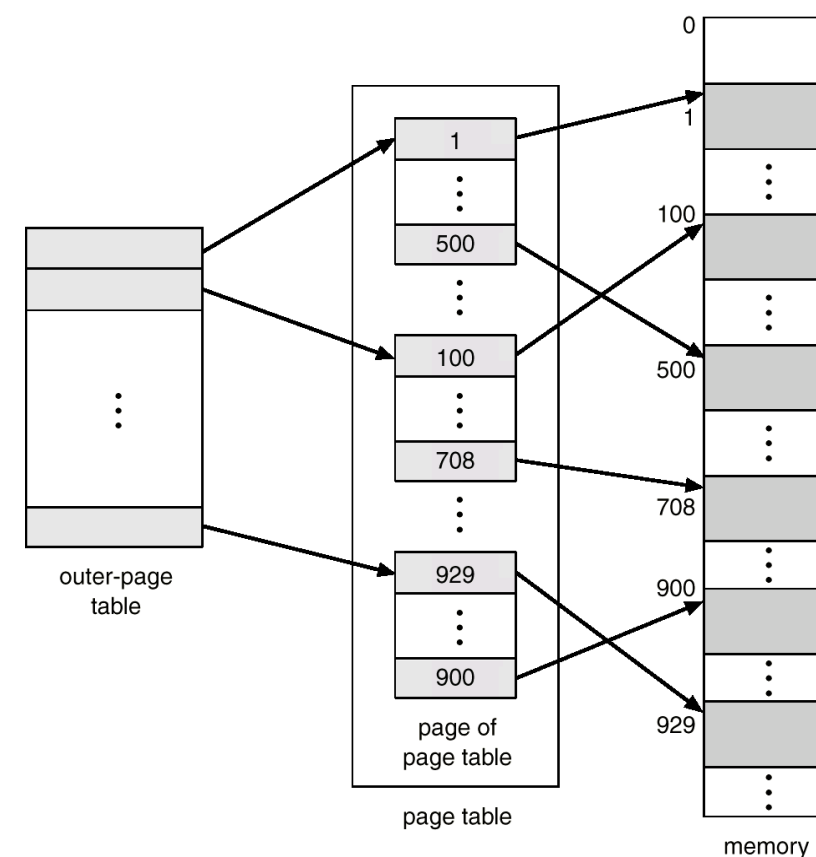 outer-page
table
1
500
100
708
929
900
page of
page table
page table
0
1
100
500
708
900
929
memory